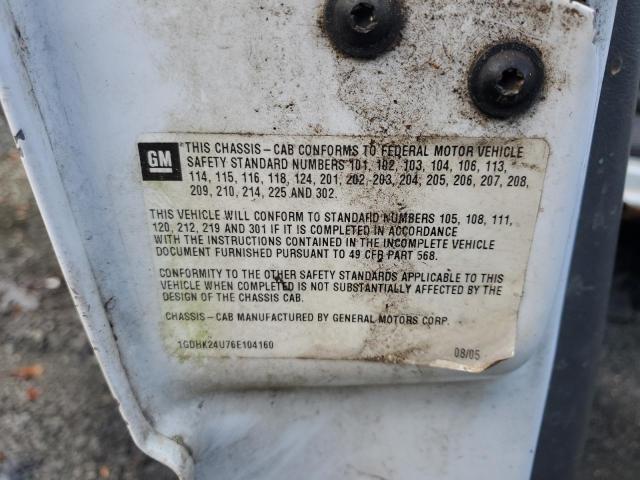 GM
THIS CHASSIS-CAB CONFORMS TO FEDERAL MOTOR VEHICLE
SAFETY STANDARD NUMBERS 101, 102, 103, 104, 106, 113,
114, 115, 116, 118, 124, 201, 202, 203, 204, 205, 206, 207, 208,
209, 210, 214, 225 AND 302.
THIS VEHICLE WILL CONFORM TO STANDARD NUMBERS 105, 108, 111,
120, 212, 219 AND 301 IF IT IS COMPLETED IN ACCORDANCE
WITH THE INSTRUCTIONS CONTAINED IN THE INCOMPLETE VEHICLE
DOCUMENT FURNISHED PURSUANT TO 49 CFR PART 568.
CONFORMITY TO THE OTHER SAFETY STANDARDS APPLICABLE TO THIS
VEHICLE WHEN COMPLETED IS NOT SUBSTANTIALLY AFFECTED BY THE
DESIGN OF THE CHASSIS CAB.
CHASSIS-CAB MANUFACTURED BY GENERAL MOTORS CORP.
1GDHK24U76E104160
08/05